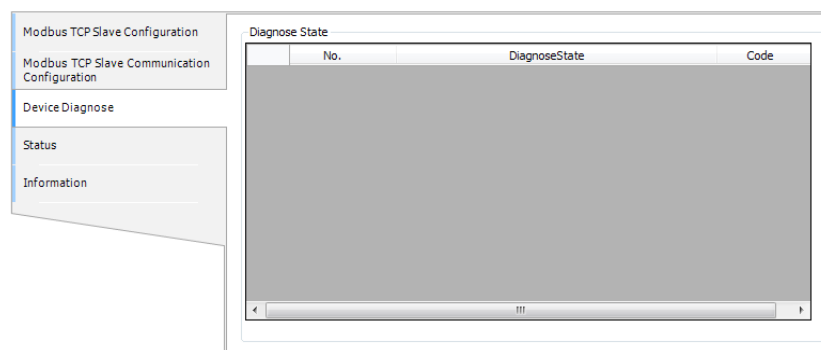 Modbus TCP Slave Configuration
Modbus TCP Slave Communication
Configuration
Device Diagnose
Status
Information
Diagnose State
No. DiagnoseState Code